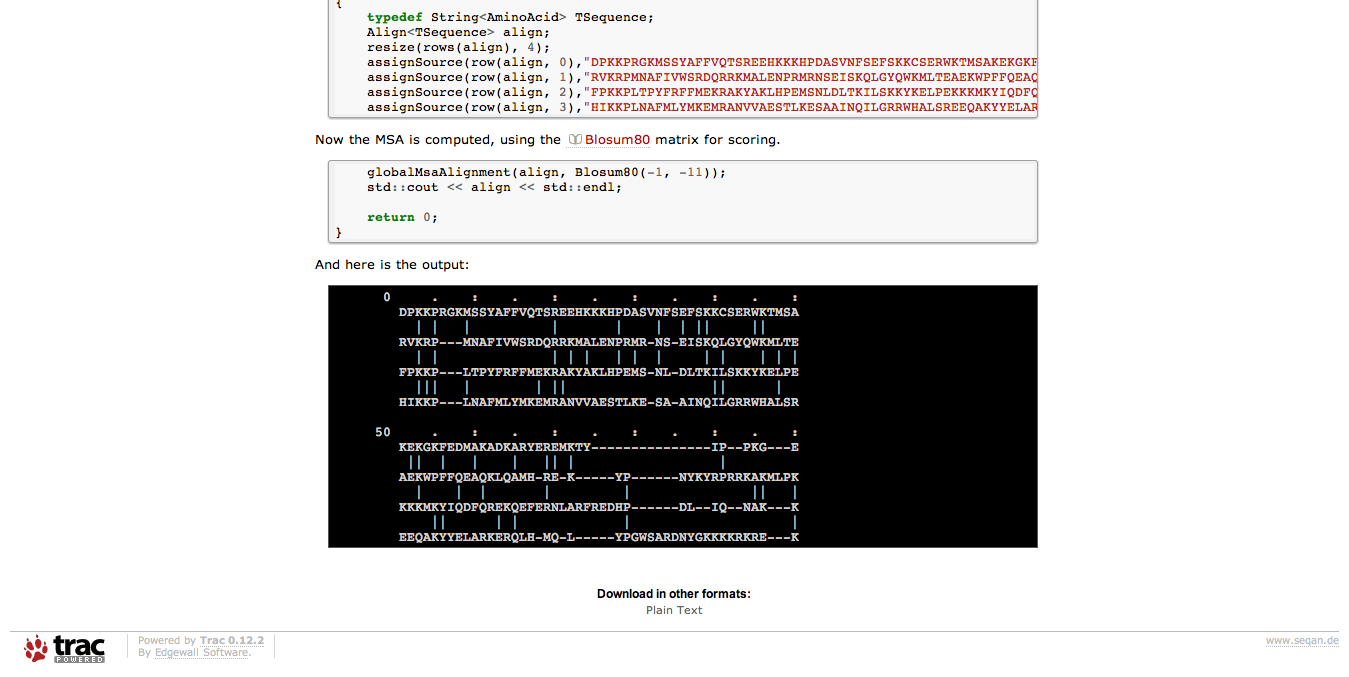 {
typedef String<AminoAcid> TSequence;
Align<TSequence> align;
resize(rows(align), 4);
assignSource(row(align, 0),"DPKKPRGKMSSYAFFVQTSREEHKKKHPDASVNFSEFSKKCSERWKTMSAKEKGKF
assignSource(row(align, 1),"RVKRPMNAFIVWSRDQRRKMALENPRMRNSEISKQLGYQWKMLTEAEKWPFFQEAQ
assignSource(row(align, 2),"FPKKPLTPYFRFFMEKRAKYAKLHPEMSNLDLTKILSKKYKELPEKKKMKYIQDFQ
assignSource(row(align, 3),"HIKKPLNAFMLYMKEMRANVVAESTLKESAAINQILGRRWHALSREEQAKYYELAR
Now the MSA is computed, using the Blosum80 matrix for scoring.
globalMsaAlignment(align, Blosum80(-1, -11));
std::cout << align << std::endl;
return 0;
}
And here is the output:
0 . : . : . : . : . :
DPKKPRGKMSSYAFFVQTSREEHKKKHPDASVNFSEFSKKCSERWKTMSA
| | | | | | | || ||
RVKRP---MNAFIVWSRDQRRKMALENPRMR-NS-EISKQLGYQWKMLTE
| | | | | | | | | | | | |
FPKKP---LTPYFRFFMEKRAKYAKLHPEMS-NL-DLTKILSKKYKELPE
||| | | || || |
HIKKP---LNAFMLYMKEMRANVVAESTLKE-SA-AINQILGRRWHALSR
50 . : . : . : . : . :
KEKGKFEDMAKADKARYEREMKTY---------------IP--PKG---E
|| | | | || | |
AEKWPFFQEAQKLQAMH-RE-K-----YP------NYKYRPRRKAKMLPK
| | | | | || |
KKKMKYIQDFQREKQEFERNLARFREDHP------DL--IQ--NAK---K
|| | | | |
EEQAKYYELARKERQLH-MQ-L-----YPGWSARDNYGKKKKRKRE---K
Download in other formats:
Plain Text
trac
POWERED
Powered by Trac 0.12.2
By Edgewall Software.
www.seqan.de